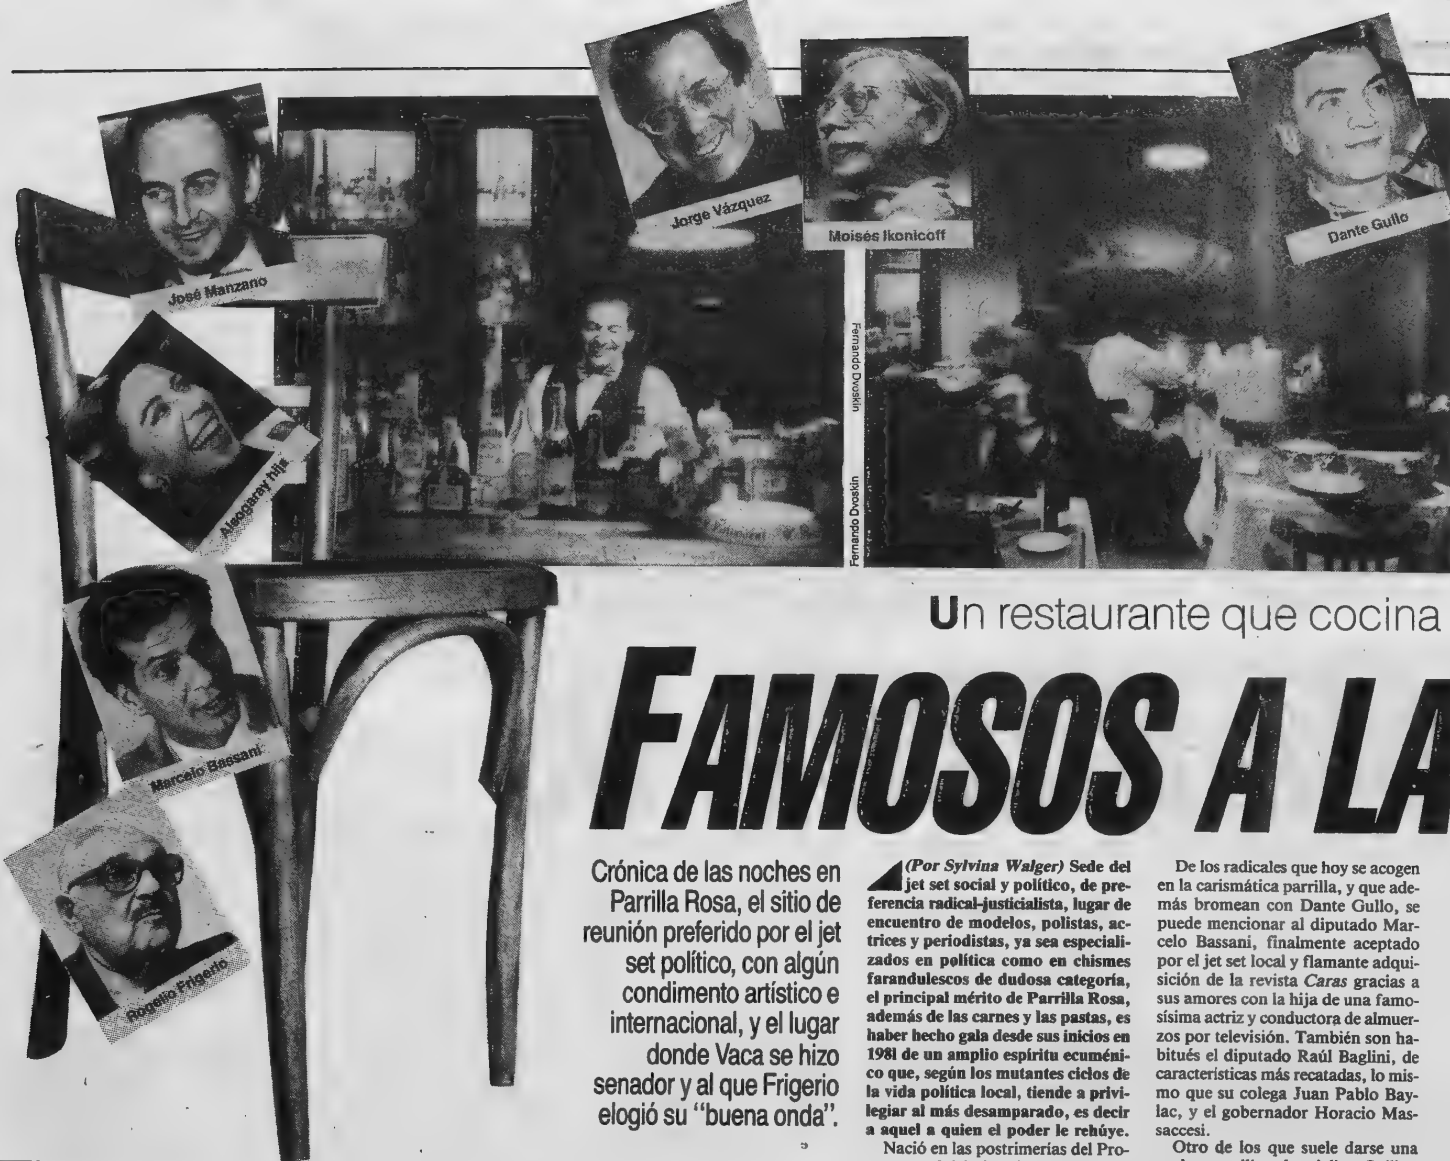 Jorge Vázquez
Moisés Ikonicoff
Dante Gullo
José Manzano
Alsogaray hija
Marcelo Bassani
Rogelio Frigerio
Fernando Dvoskin
Fernando Dvoskin
Un restaurante que cocina
FAMOSOS A LA
Crónica de las noches en
Parrilla Rosa, el sitio de
reunión preferido por el jet
set político, con algún
condimento artístico e
internacional, y el lugar
donde Vaca se hizo
senador y al que Frigerio
elogió su "buena onda".
(Por Sylvina Walger) Sede del
jet set social y político, de pre-
ferencia radical-justicialista, lugar de
encuentro de modelos, polistas, ac-
trices y periodistas, ya sea especiali-
zados en política como en chismes
farandulescos de dudosa categoría,
el principal mérito de Parrilla Rosa,
además de las carnes y las pastas, es
haber hecho gala desde sus inicios en
1981 de un amplio espíritu ecuméni-
co que, según los mutantes ciclos de
la vida política local, tiende a privi-
legiar al más desamparado, es decir
a aquel a quien el poder le rehúye.
Nació en las postrimerías del Pro-
De los radicales que hoy se acogen
en la carismática parrilla, y que ade-
más bromean con Dante Gullo, se
puede mencionar al diputado Mar-
celo Bassani, finalmente aceptado
por el jet set local y flamante adqui-
sición de la revista Caras gracias a
sus amores con la hija de una famo-
sísima actriz y conductora de almuer-
zos por televisión. También son ha-
bitués el diputado Raúl Baglini, de
características más recatadas, lo mis-
mo que su colega Juan Pablo Bay-
lac, y el gobernador Horacio Mas-
saccesi.
Otro de los que suele darse una